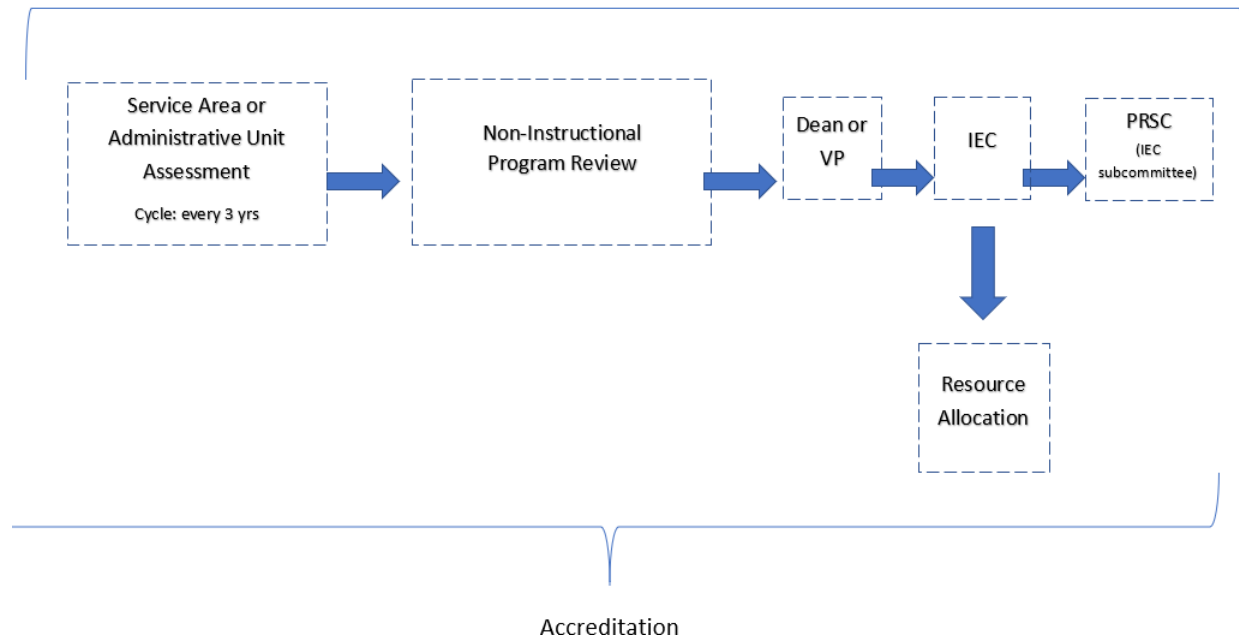 Service Area or
Administrative Unit
Assessment
Cycle: every 3 yrs
Non-Instructional
Program Review
Dean or
VP
IEC
PRSC
(IEC
subcommittee)
Resource
Allocation
Accreditation